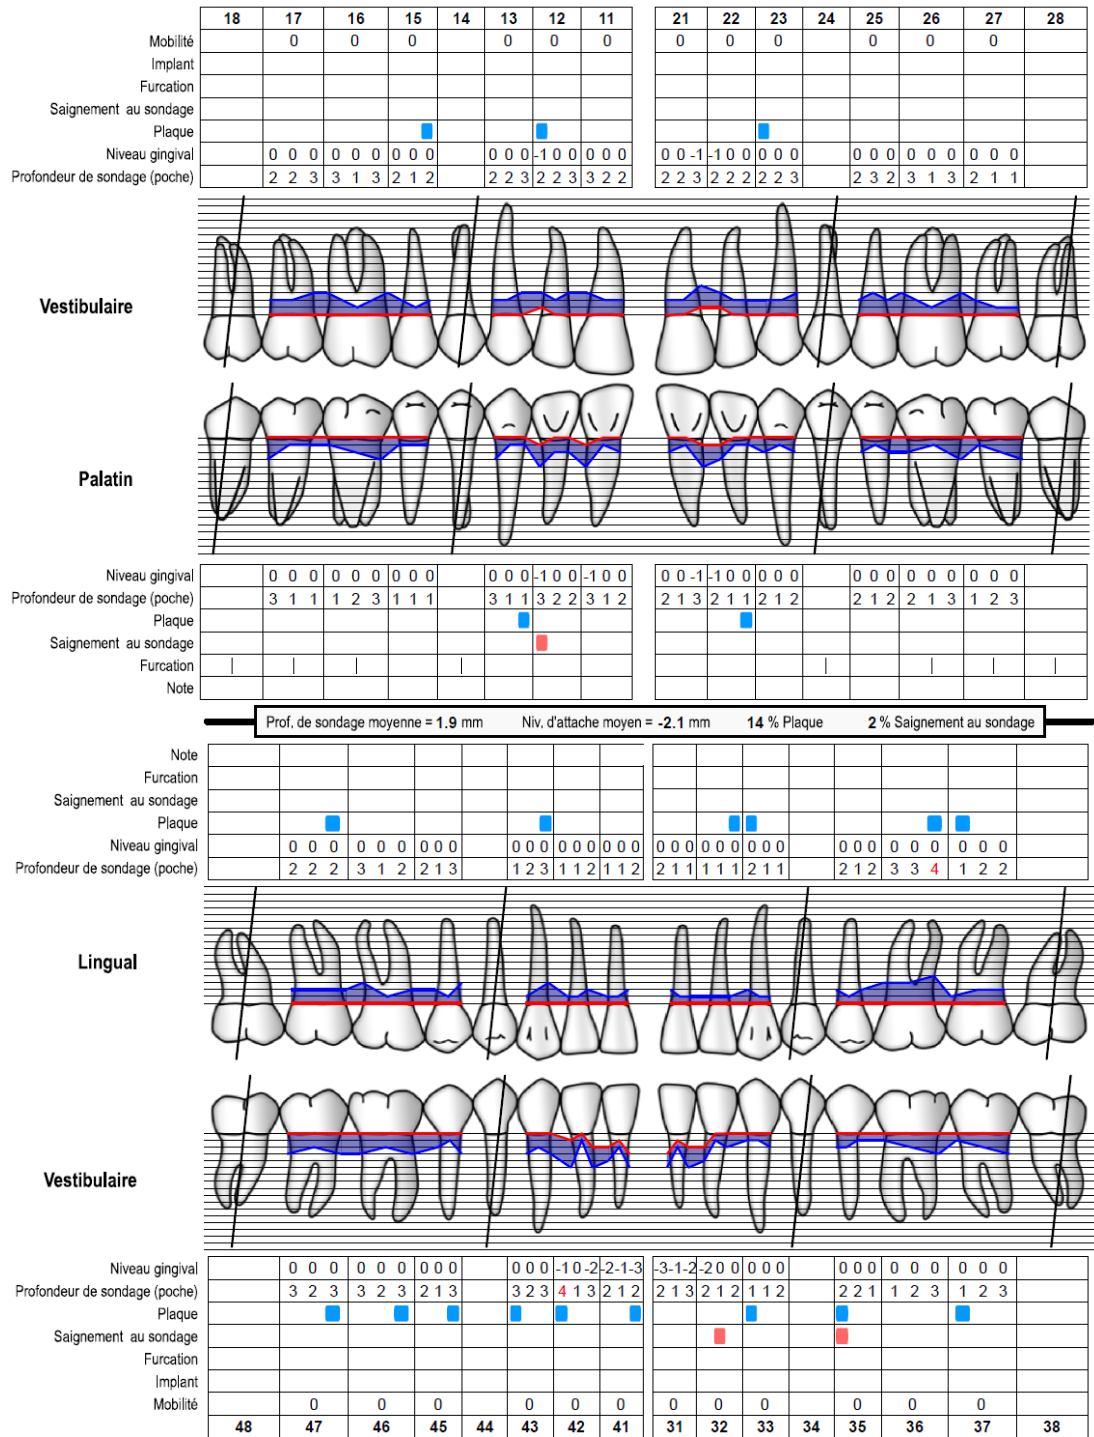 18 17 16 15 14 13 12 11 21 22 23 24 25 26 27 28
Mobilité 0 0 0 0 0 0 0 0 0 0 0 0
Implant
Furcation
Saignement au sondage
Plaque
Niveau gingival 0 0 0 0 0 0 0 0 0 0 0 0 -1 0 0 0 0 0 0 0 -1 -1 0 0 0 0 0 0 0 0 0 0 0 0 0 0
Profondeur de sondage (poche) 2 2 3 3 1 3 2 1 2 2 2 3 2 2 3 3 2 2 2 2 3 2 2 2 2 2 3 2 3 2 3 1 3 2 1 1
Vestibulaire
Palatin
Niveau gingival 0 0 0 0 0 0 0 0 0 0 0 0 -1 0 0 -1 0 0 0 0 -1 -1 0 0 0 0 0 0 0 0 0 0 0 0 0 0
Profondeur de sondage (poche) 3 1 1 1 2 3 1 1 1 3 1 1 3 2 2 3 1 2 2 1 3 2 1 1 2 1 2 2 1 2 2 1 3 1 2 3
Plaque
Saignement au sondage
Furcation | | | | | | | |
Note
Prof. de sondage moyenne = 1.9 mm Niv. d'attache moyen = -2.1 mm 14 % Plaque 2 % Saignement au sondage
Note
Furcation
Saignement au sondage
Plaque
Niveau gingival 0 0 0 0 0 0 0 0 0 0 0 0 0 0 0 0 0 0 0 0 0 0 0 0 0 0 0 0 0 0 0 0 0 0 0 0
Profondeur de sondage (poche) 2 2 2 3 1 2 2 1 3 1 2 3 1 1 2 1 1 2 2 1 1 1 1 1 2 1 1 2 1 2 3 3 4 1 2 2
Lingual
Vestibulaire
Niveau gingival 0 0 0 0 0 0 0 0 0 0 0 0 -1 0 -2 -2 -1 -3 -3 -1 -2 -2 0 0 0 0 0 0 0 0 0 0 0 0 0 0
Profondeur de sondage (poche) 3 2 3 3 2 3 2 1 3 3 2 3 4 1 3 2 1 2 2 1 3 2 1 2 1 1 2 2 2 1 1 2 3 1 2 3
Plaque
Saignement au sondage
Furcation
Implant
Mobilité 0 0 0 0 0 0 0 0 0 0 0 0
48 47 46 45 44 43 42 41 31 32 33 34 35 36 37 38